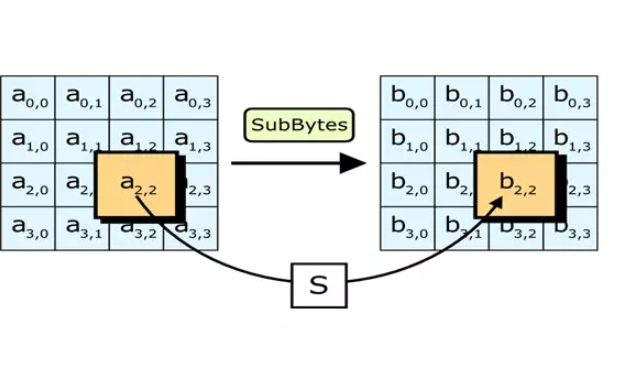 a0,0 a0,1 a0,2 a0,3 b0,0 b0,1 b0,2 b0,3
SubBytes
a1,0 a1,1 a1,2 a1,3 b1,0 b1,1 b1,2 b1,3
a2,0 a2,2 2,3 b2,0 b2, b2,2 2,3
a3,0 a3,1 a3,2 a3,3 b3,0 b3,1 b3,2 b3,3
S